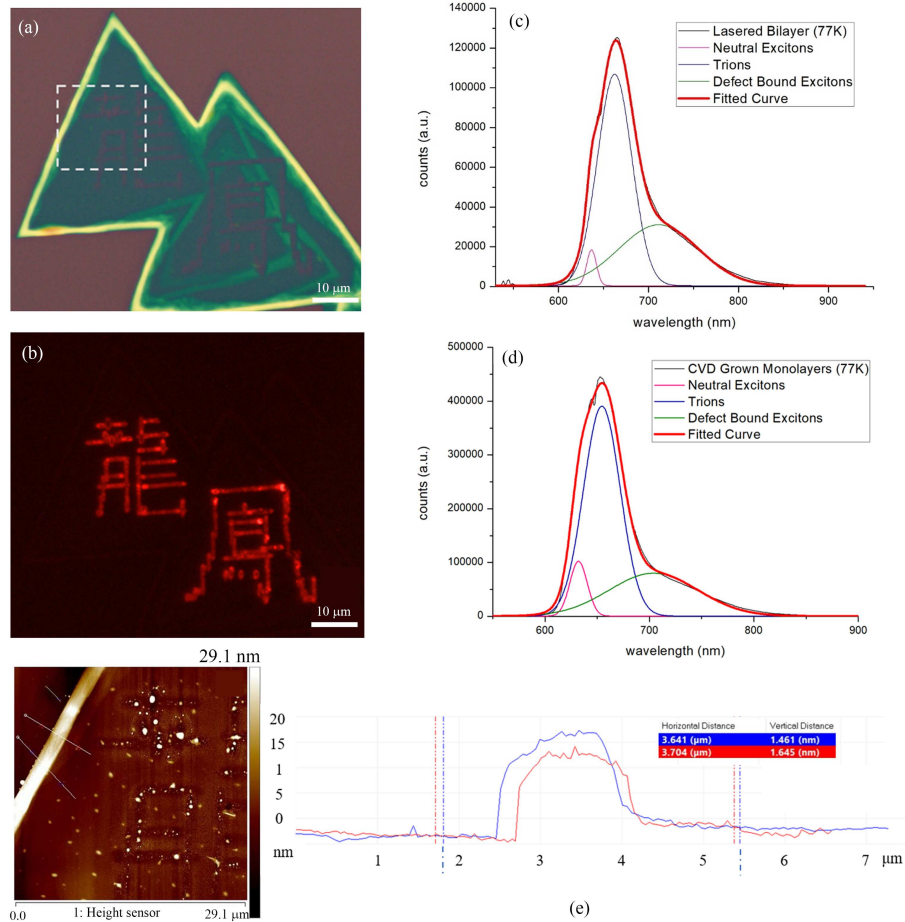 (a)
10 μm
(b)
龍
鳳
10 μm
(c)
140000
120000
100000
80000
60000
40000
20000
0
counts (a.u.)
600
700
800
900
wavelength (nm)
Lasered Bilayer (77K)
Neutral Excitons
Trions
Defect Bound Excitons
Fitted Curve
(d)
500000
400000
300000
200000
100000
0
counts (a.u.)
600
700
800
900
wavelength (nm)
CVD Grown Monolayers (77K)
Neutral Excitons
Trions
Defect Bound Excitons
Fitted Curve
29.1 nm
0.0
1: Height sensor
29.1 μm
20
15
1
5
0
nm
1
2
3
4
5
6
7
μm
Horizontal Distance Vertical Distance
3.641 (μm) 1.461 (nm)
3.704 (μm) 1.645 (nm)
(e)